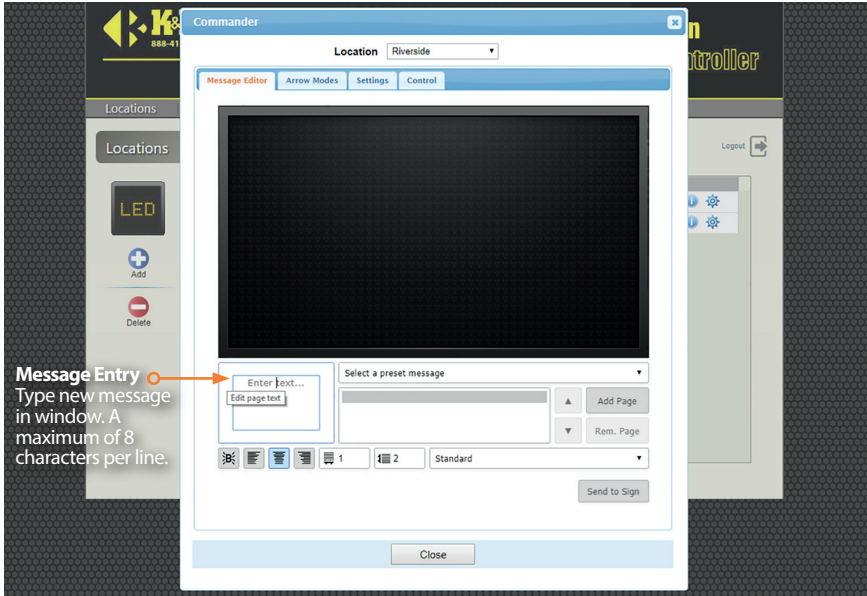 Commander
K&
888-41
n
ntroller
Location Riverside
Message Editor Arrow Modes Settings Control
Locations
Locations
Logout
LED
Add
Delete
Message Entry
Type new message
in window. A
maximum of 8
characters per line.
Enter text...
Edit page text
Select a preset message
Add Page
Rem. Page
B 1 2 Standard
Send to Sign
Close